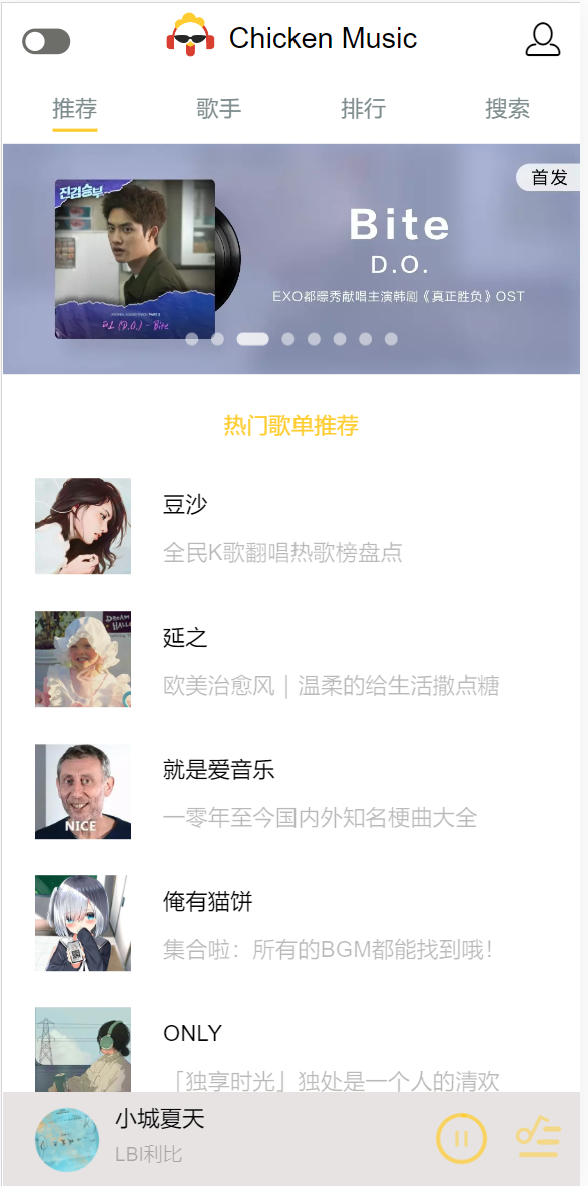 Chicken Music
推荐
歌手
排行
搜索
首发
진검승부
Bite
D.O.
EXO都暻秀献唱主演韩剧《真正胜负》OST
디오 (D.O.) - Bite
热门歌单推荐
豆沙
全民K歌翻唱热歌榜盘点
延之
欧美治愈风｜温柔的给生活撒点糖
就是爱音乐
一零年至今国内外知名梗曲大全
NICE
俺有猫饼
集合啦：所有的BGM都能找到哦！
ONLY
「独享时光」独处是一个人的清欢
小城夏天
LBI利比